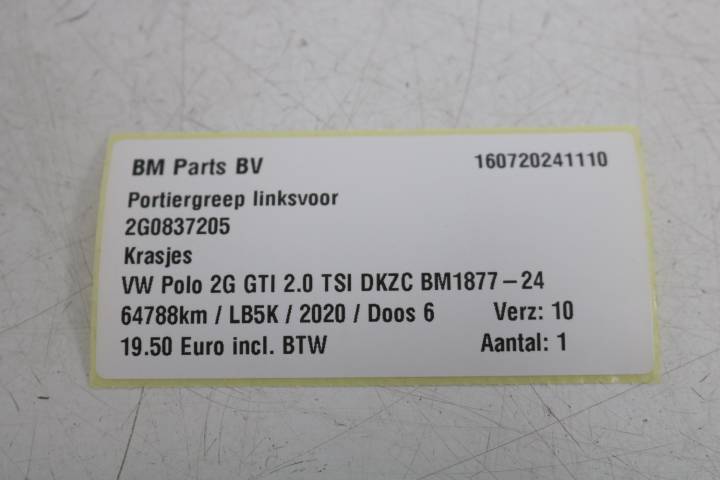 BM Parts BV 160720241110
Portiergreep linksvoor
2G0837205
Krasjes
VW Polo 2G GTI 2.0 TSI DKZC BM1877-24
64788km / LB5K / 2020 / Doos 6 Verz: 10
19.50 Euro incl. BTW Aantal: 1